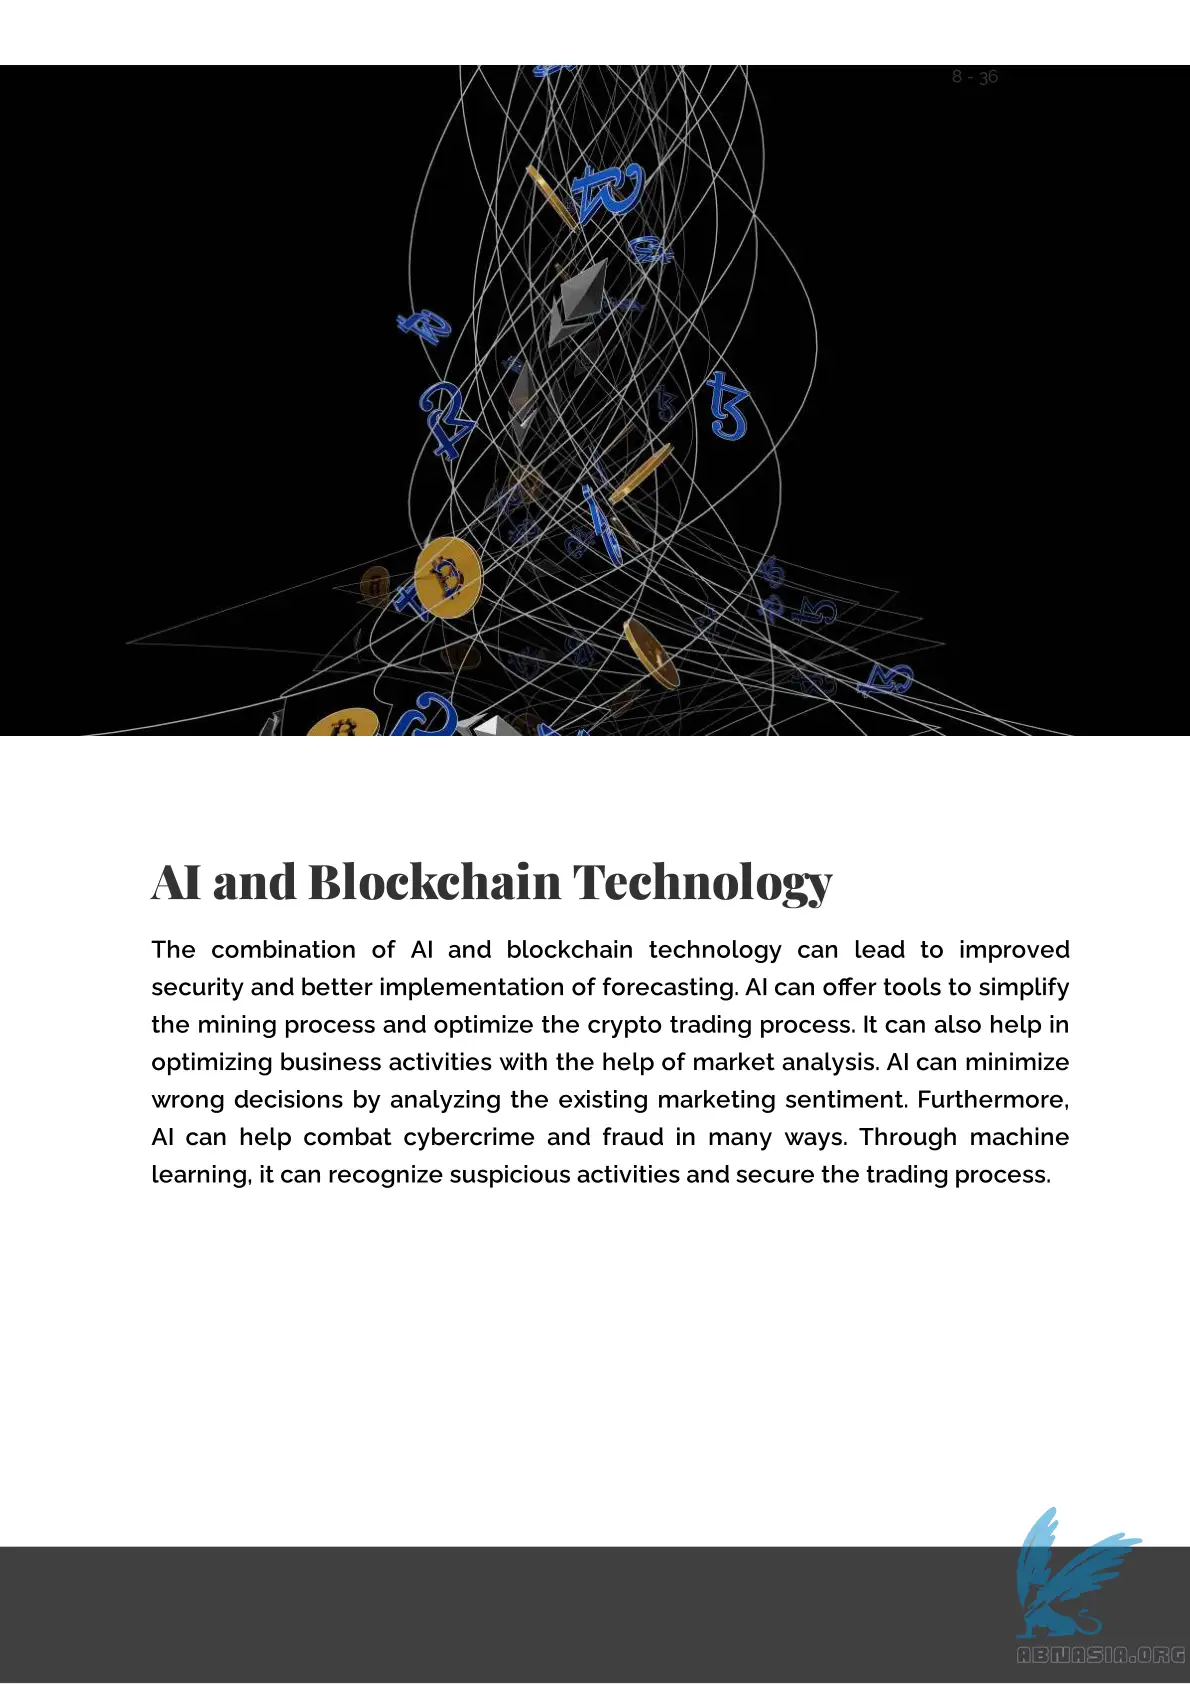 8 - 36
AI and Blockchain Technology
The combination of AI and blockchain technology can lead to improved
security and better implementation of forecasting. AI can offer tools to simplify
the mining process and optimize the crypto trading process. It can also help in
optimizing business activities with the help of market analysis. AI can minimize
wrong decisions by analyzing the existing marketing sentiment. Furthermore,
AI can help combat cybercrime and fraud in many ways. Through machine
learning, it can recognize suspicious activities and secure the trading process.
ABNASIA.ORG